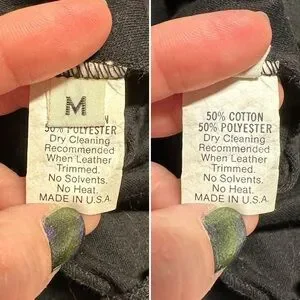 M
N
50% POLYESTER
Dry Cleaning
Recommended
When Leather
Trimmed.
No Solvents.
No Heat.
MADE IN U.S.A.
50% COTTON
50% POLYESTER
Dry Cleaning
Recommended
When Leather
Trimmed.
No Solvents.
No Heat.
MADE IN U.S.A.